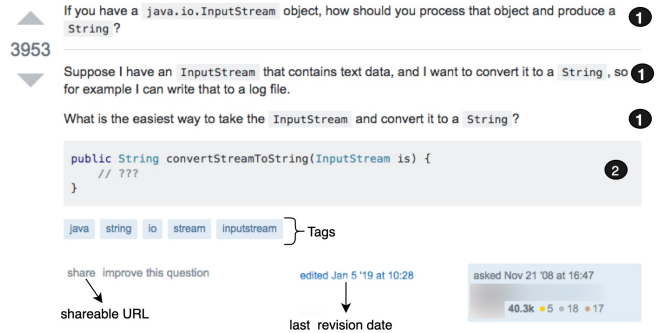 If you have a java.io.InputStream object, how should you process that object and produce a 1
String ?
3953
Suppose I have an InputStream that contains text data, and I want to convert it to a String , so 1
for example I can write that to a log file.
What is the easiest way to take the InputStream and convert it to a String ? 1
public String convertStreamToString(InputStream is) { 2
// ???
}
java string io stream inputstream Tags
share improve this question edited Jan 5 '19 at 10:28 asked Nov 21 '08 at 16:47
40.3k 5 18 17
shareable URL
last revision date